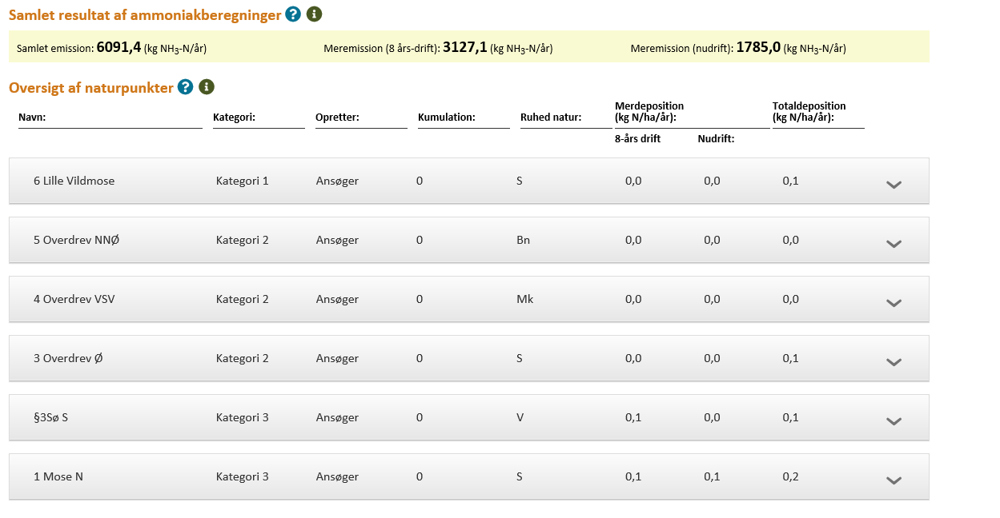 Samlet resultat af ammoniakberegninger ? i
Samlet emission: 6091,4 (kg NH3-N/år) Meremission (8 års-drift): 3127,1 (kg NH3-N/år) Meremission (nudrift): 1785,0 (kg NH3-N/år)
Oversigt af naturpunkter ? i
Navn: Kategori: Opretter: Kumulation: Ruhed natur: Merdeposition (kg N/ha/år): Totaldeposition (kg N/ha/år):
8-års drift Nudrift:
6 Lille Vildmose Kategori 1 Ansøger 0 S 0,0 0,0 0,1
5 Overdrev NNØ Kategori 2 Ansøger 0 Bn 0,0 0,0 0,0
4 Overdrev VSV Kategori 2 Ansøger 0 Mk 0,0 0,0 0,0
3 Overdrev Ø Kategori 2 Ansøger 0 S 0,0 0,0 0,1
§3Sø S Kategori 3 Ansøger 0 V 0,1 0,0 0,1
1 Mose N Kategori 3 Ansøger 0 S 0,1 0,1 0,2